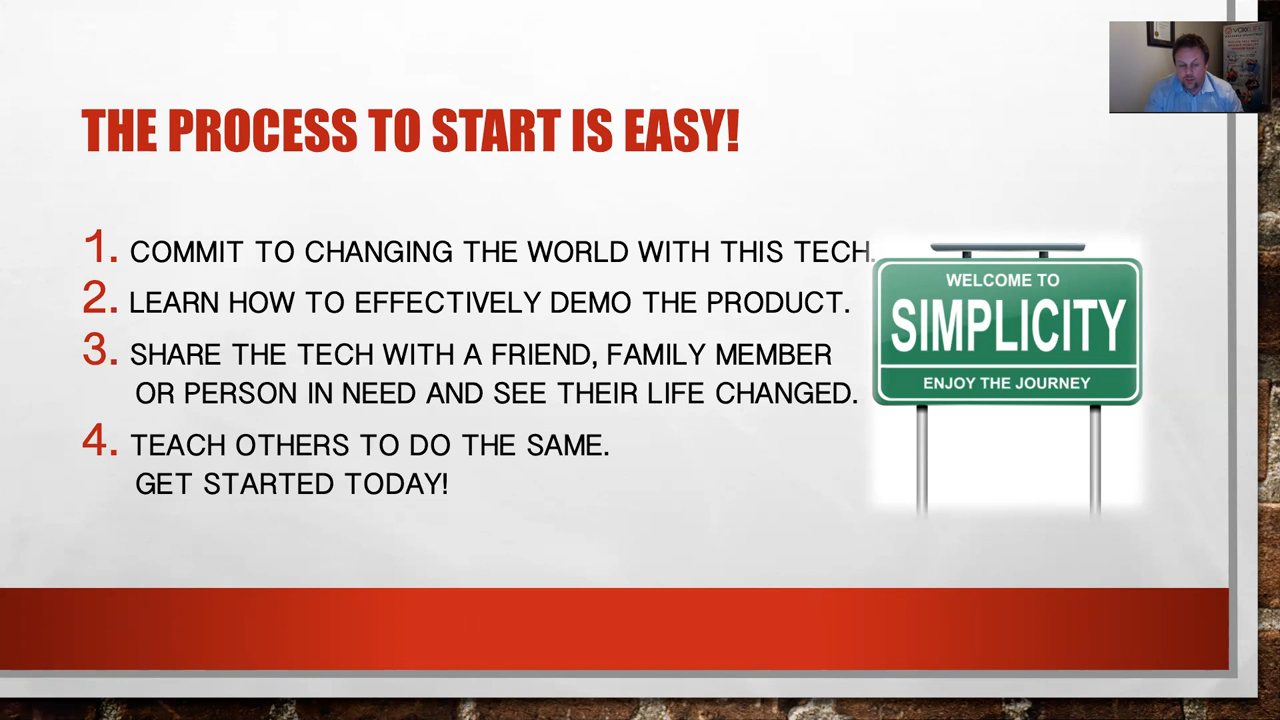 THE PROCESS TO START IS EASY!
1. COMMIT TO CHANGING THE WORLD WITH THIS TECH.
2. LEARN HOW TO EFFECTIVELY DEMO THE PRODUCT.
3. SHARE THE TECH WITH A FRIEND, FAMILY MEMBER
OR PERSON IN NEED AND SEE THEIR LIFE CHANGED.
4. TEACH OTHERS TO DO THE SAME.
GET STARTED TODAY!
WELCOME TO
SIMPLICITY
ENJOY THE JOURNEY
VOXXLIFE